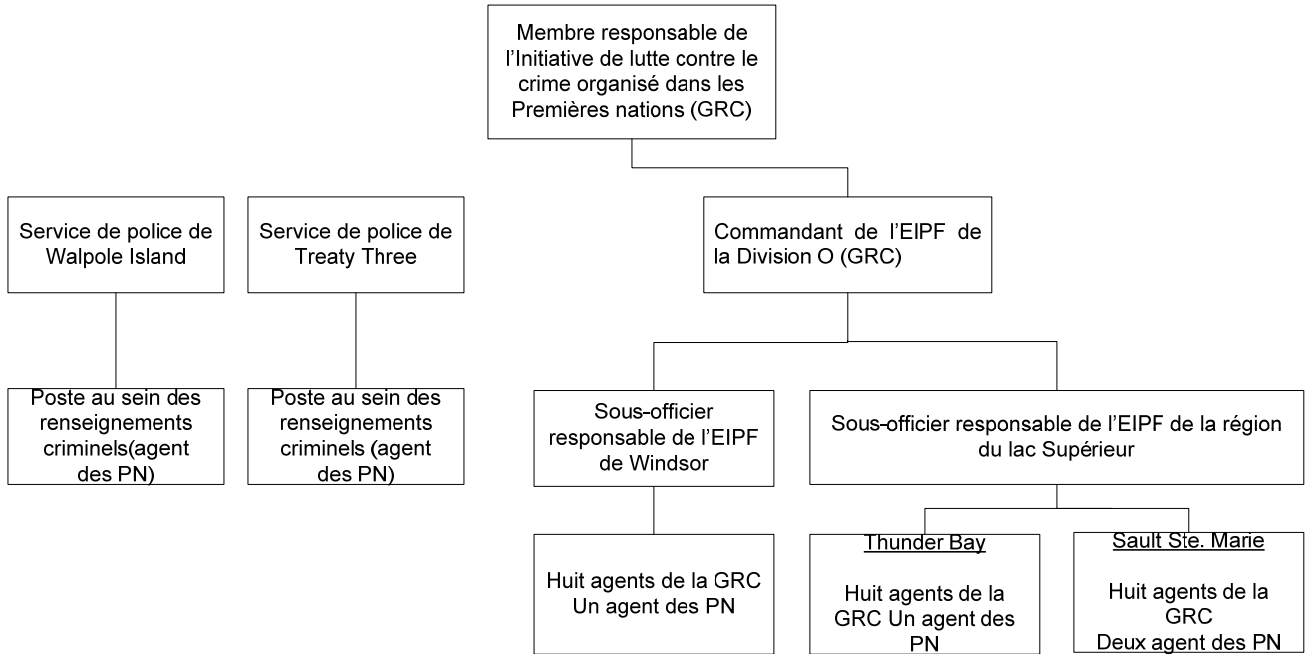 Membre responsable de
l’Initiative de lutte contre le
crime organisé dans les
Premières nations (GRC)
Service de police de
Walpole Island
Service de police de
Treaty Three
Commandant de l’EIPF de
la Division O (GRC)
Poste au sein des
renseignements
criminels(agent
des PN)
Poste au sein des
renseignements
criminels (agent
des PN)
Sous-officier
responsable de l’EIPF
de Windsor
Sous-officier responsable de l’EIPF de la région
du lac Supérieur
Huit agents de la GRC
Un agent des PN
Thunder Bay
Huit agents de la
GRC Un agent des
PN
Sault Ste. Marie
Huit agents de la
GRC
Deux agent des PN